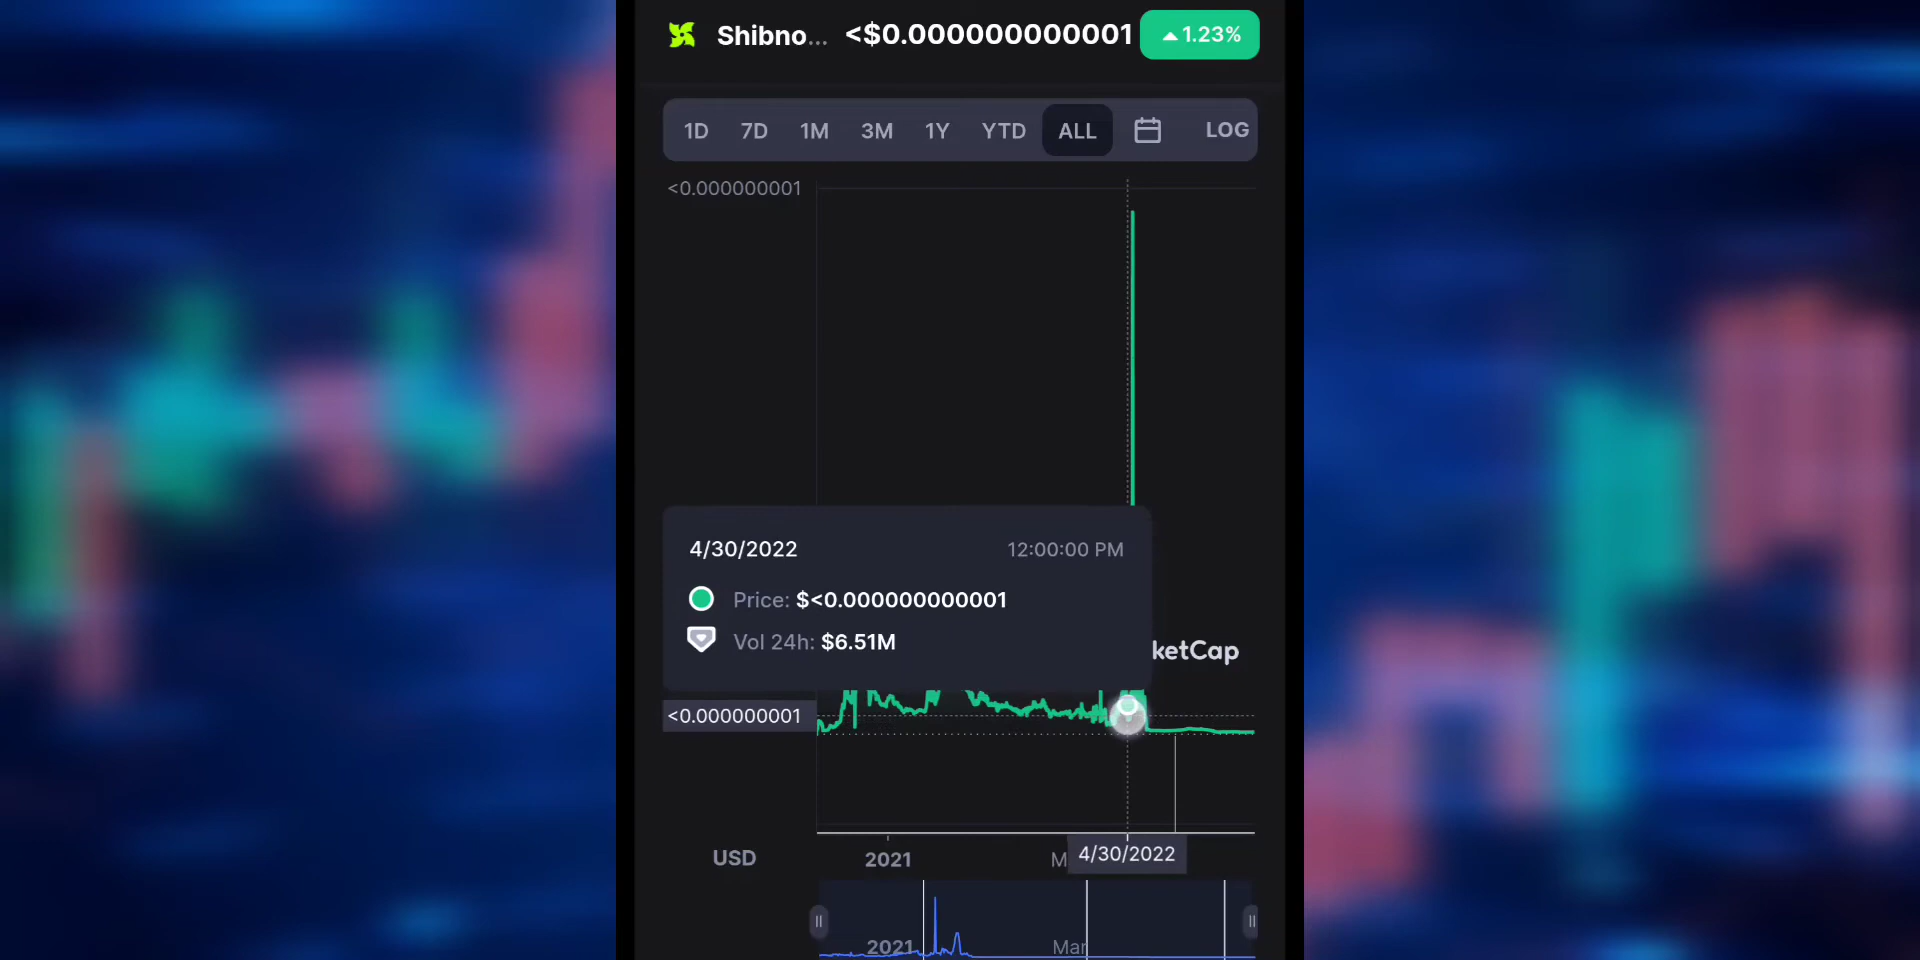 Shibno... <$0.000000000001 1.23%
1D 7D 1M 3M 1Y YTD ALL LOG
<0.000000001
4/30/2022 12:00:00 PM
Price: $<0.000000000001
Vol 24h: $6.51M
ketCap
<0.000000001
USD 2021 M 4/30/2022
2021 Mar